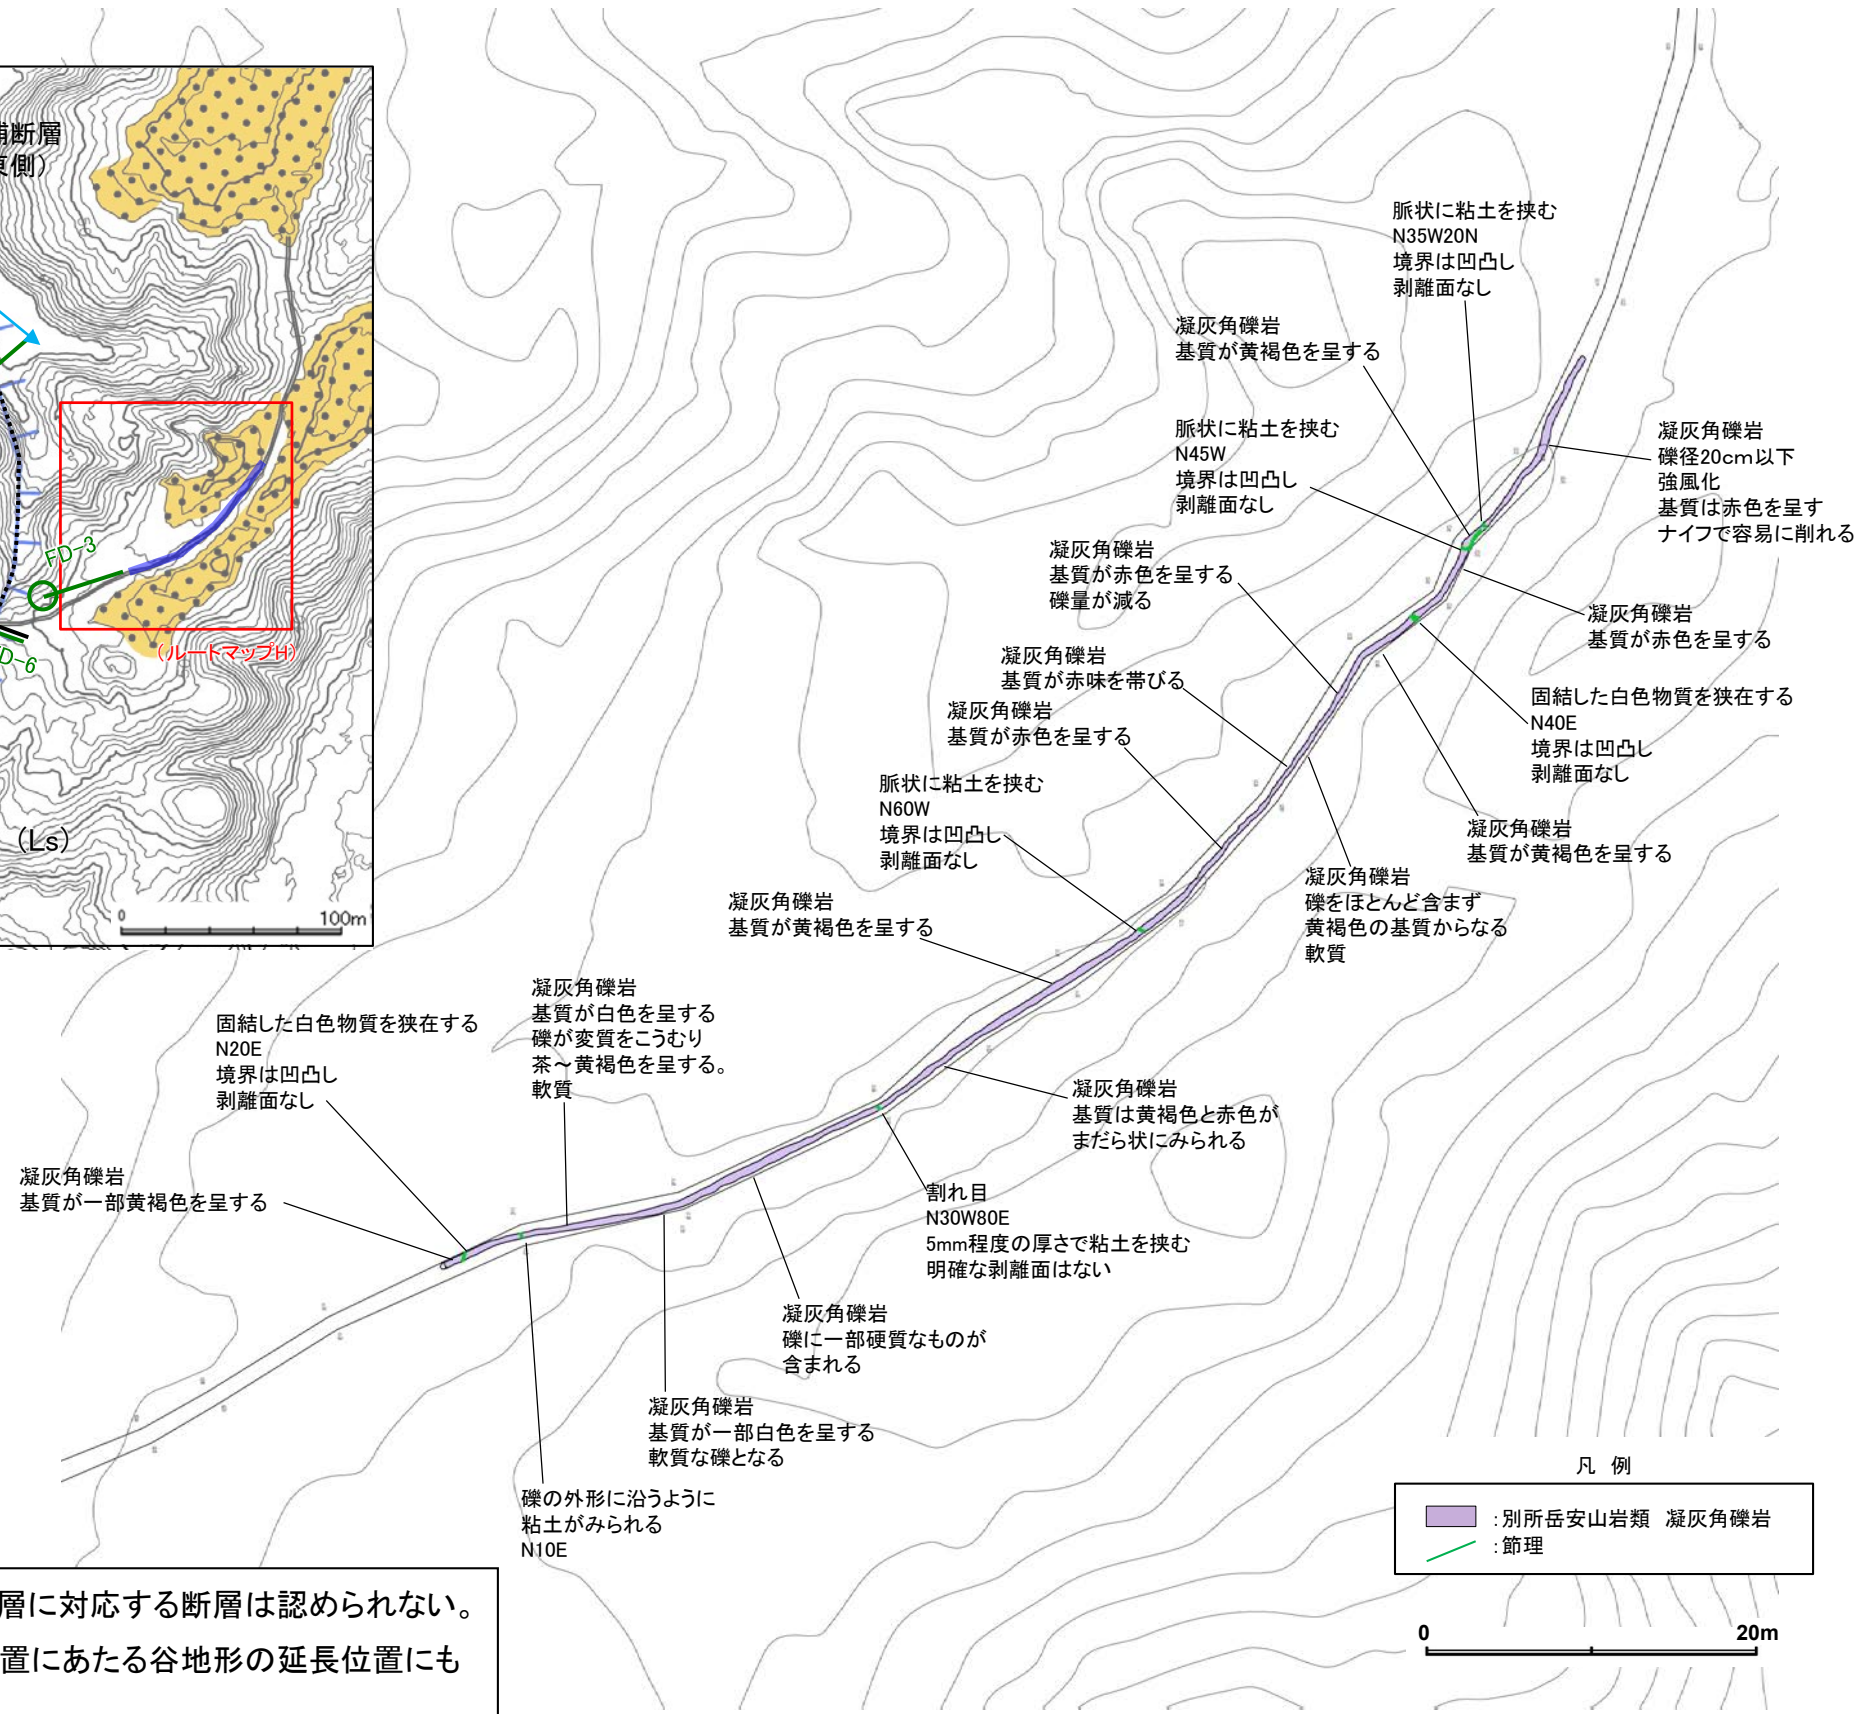 断層
東側）
FD-3
D-6
（ルートマップH）
（Ls）
0
100m
脈状に粘土を挟む
N35W20N
境界は凹凸し
剥離面なし
凝灰角礫岩
基質が黄褐色を呈する
脈状に粘土を挟む
N45W
境界は凹凸し
剥離面なし
凝灰角礫岩
礫径20cm以下
強風化
基質は赤色を呈す
ナイフで容易に削れる
凝灰角礫岩
基質が赤色を呈する
礫量が減る
凝灰角礫岩
基質が赤色を呈する
凝灰角礫岩
基質が赤味を帯びる
固結した白色物質を狭在する
N40E
境界は凹凸し
剥離面なし
凝灰角礫岩
基質が赤色を呈する
脈状に粘土を挟む
N60W
境界は凹凸し
剥離面なし
凝灰角礫岩
基質が黄褐色を呈する
凝灰角礫岩
礫をほとんど含まず
黄褐色の基質からなる
軟質
凝灰角礫岩
基質が黄褐色を呈する
凝灰角礫岩
基質が白色を呈する
礫が変質をこうむり
茶～黄褐色を呈する。
軟質
固結した白色物質を狭在する
N20E
境界は凹凸し
剥離面なし
凝灰角礫岩
基質は黄褐色と赤色が
まだら状にみられる
凝灰角礫岩
基質が一部黄褐色を呈する
割れ目
N30W80E
5mm程度の厚さで粘土を挟む
明確な剥離面はない
凝灰角礫岩
礫に一部硬質なものが
含まれる
凝灰角礫岩
基質が一部白色を呈する
軟質な礫となる
礫の外形に沿うように
粘土がみられる
N10E
凡 例
：別所岳安山岩類 凝灰角礫岩
：節理
0
20m
層に対応する断層は認められない。
置にあたる谷地形の延長位置にも